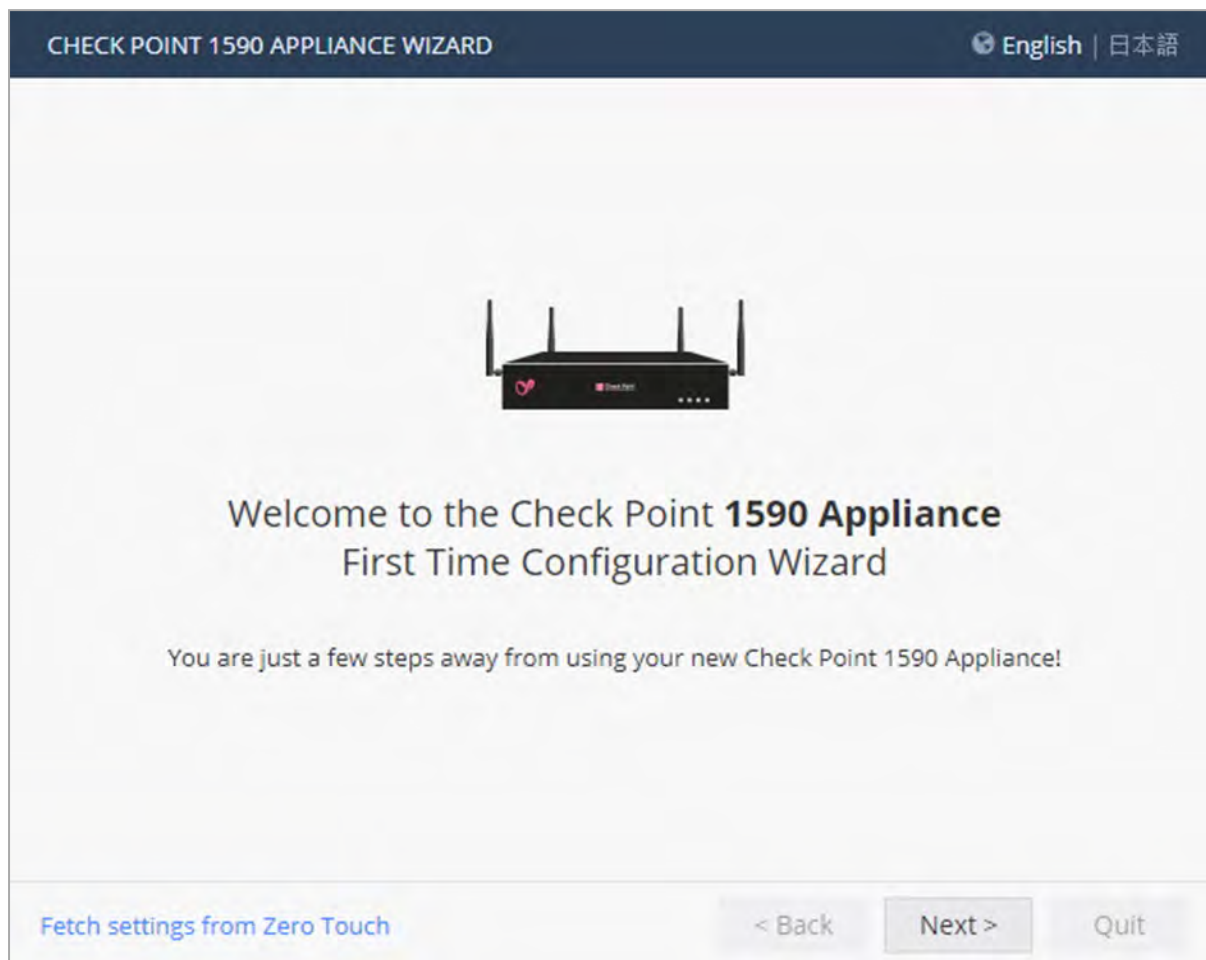 CHECK POINT 1590 APPLIANCE WIZARD
English | 日本語
Check Point
Welcome to the Check Point 1590 Appliance
First Time Configuration Wizard
You are just a few steps away from using your new Check Point 1590 Appliance!
Fetch settings from Zero Touch
< Back
Next >
Quit